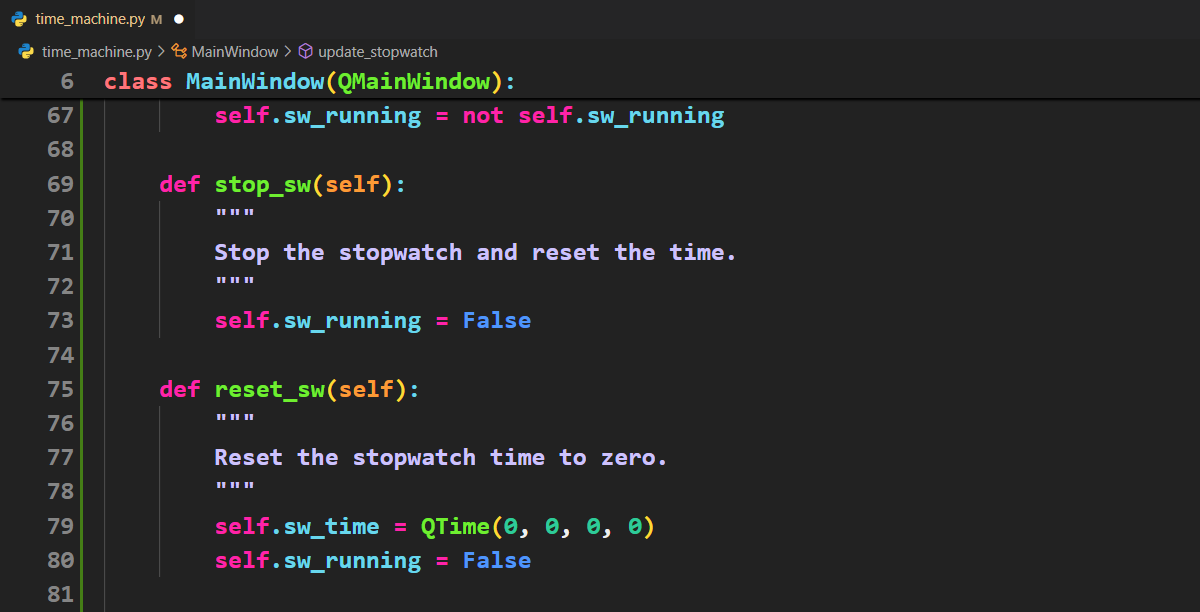 time_machine.py M
time_machine.py > MainWindow > update_stopwatch
6 class MainWindow(QMainWindow):
67 self.sw_running = not self.sw_running
68
69 def stop_sw(self):
70 """
71 Stop the stopwatch and reset the time.
72 """
73 self.sw_running = False
74
75 def reset_sw(self):
76 """
77 Reset the stopwatch time to zero.
78 """
79 self.sw_time = QTime(0, 0, 0, 0)
80 self.sw_running = False
81